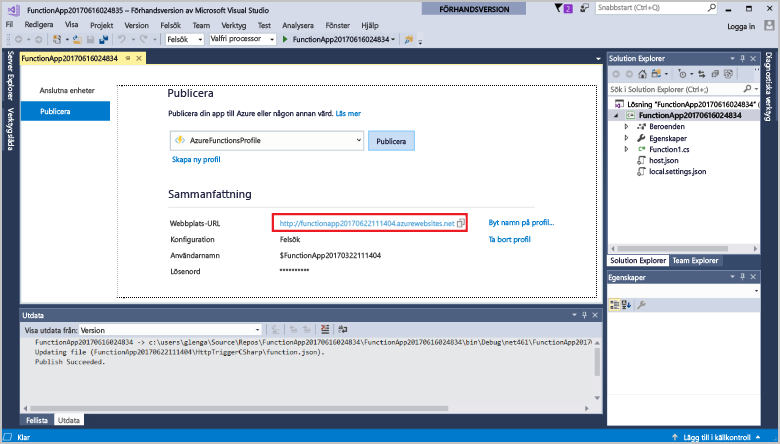 FunctionApp20170616024835 – Förhandsversion av Microsoft Visual Studio
FÖRHANDSVERSION
2
Snabbstart (Ctrl+Q)
Fil
Redigera
Visa
Projekt
Version
Felsök
Team
Verktyg
Test
Analysera
Fönster
Hjälp
Logga in
Felsök
Valfri processor
FunctionApp20170616024834
Server Explorer
Verktygslåda
FunctionApp20170616024834
Anslutna enheter
Publicera
Publicera
Publicera din app till Azure eller någon annan värd. Läs mer
AzureFunctionsProfile
Publicera
Skapa ny profil
Sammanfattning
Webbplats-URL
http://functionapp20170622111404.azurewebsites.net
Byt namn på profil...
Konfiguration
Felsök
Ta bort profil
Användarnamn
$FunctionApp20170322111404
Lösenord
**********
Solution Explorer
Sök i Solution Explorer (Ctrl+;)
Lösning "FunctionApp20170616024834"
FunctionApp20170616024834
Beroenden
Egenskaper
Function1.cs
host.json
local.settings.json
Solution Explorer
Team Explorer
Egenskaper
Diagnostiska verktyg
Utdata
Visa utdata från:
Version
FunctionApp20170616024834 -> c:\users\glenga\Source\Repos\FunctionApp20170616024834\FunctionApp20170616024834\bin\Debug\net461\FunctionApp2017
Updating file (FunctionApp20170622111404\HttpTriggerCSharp\function.json).
Publish Succeeded.
Fellista
Utdata
Klar
Lägg till i källkontroll